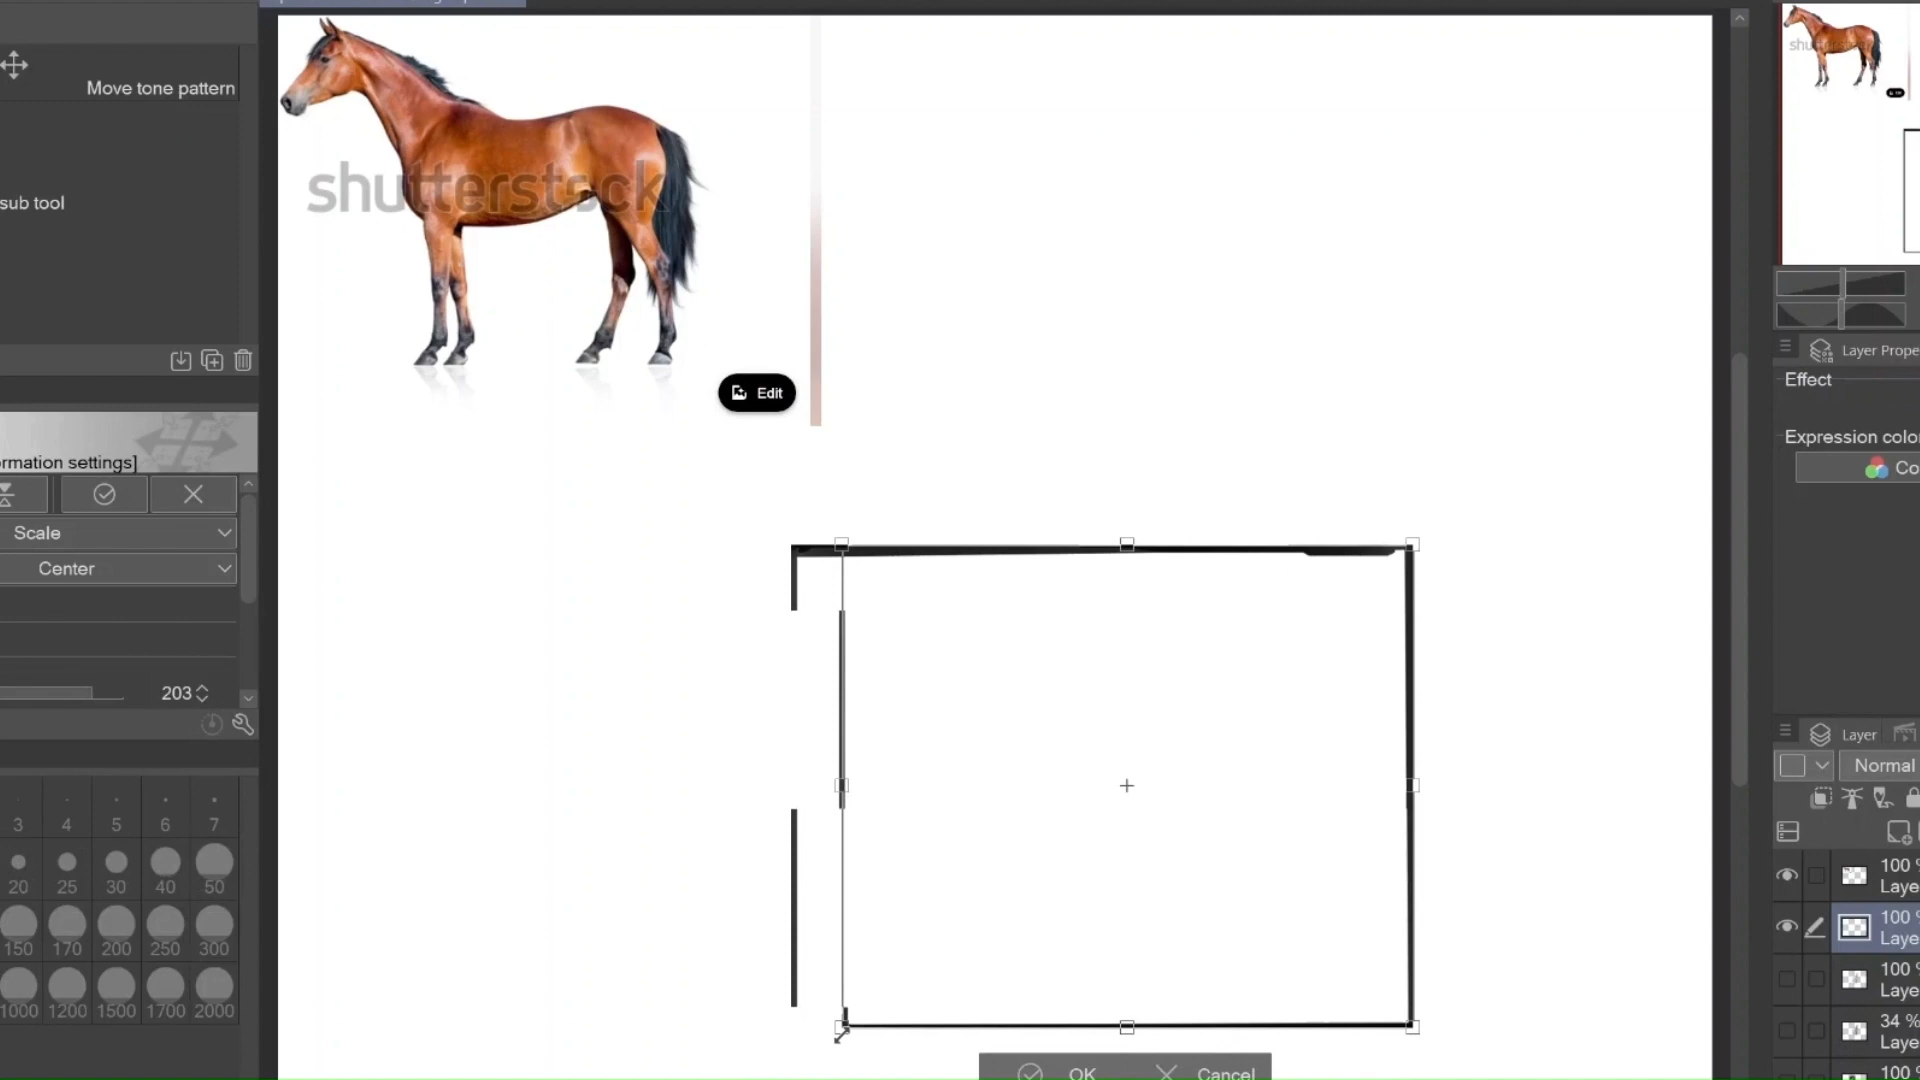 Move tone pattern
sub tool
rmation settings]
Scale
Center
203
3 4 5 6 7
20 25 30 40 50
150 170 200 250 300
1000 1200 1500 1700 2000
shutterstock
Edit
OK Cancel
shutterstock
Layer Prope
Effect
Expression color
Co
Layer
Normal
100 %
Laye
100 %
Laye
100 %
Laye
34 %
Laye
100 %